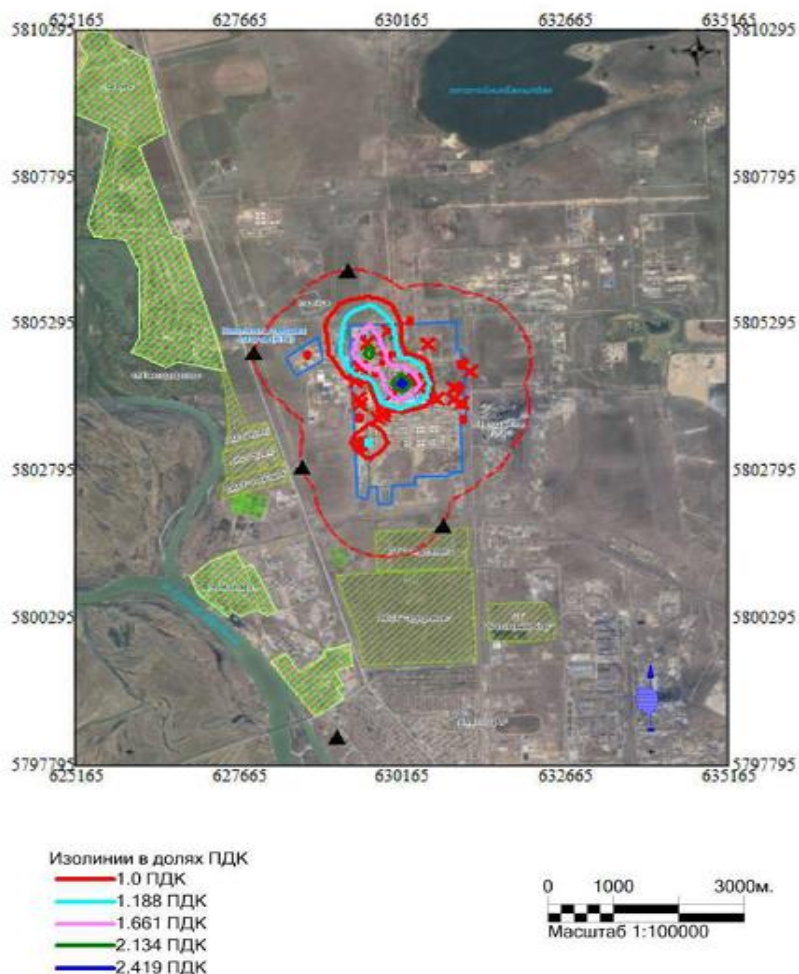 625165 627665 630165 632665 635165
5810295 5810295
5807795 5807795
5805295 5805295
5802795 5802795
5800295 5800295
5797795 5797795
625165 627665 630165 632665 635165
Изолинии в долях ПДК
1.0 ПДК
1.188 ПДК
1.661 ПДК
2.134 ПДК
2.419 ПДК
0 1000 3000м.
Масштаб 1:100000